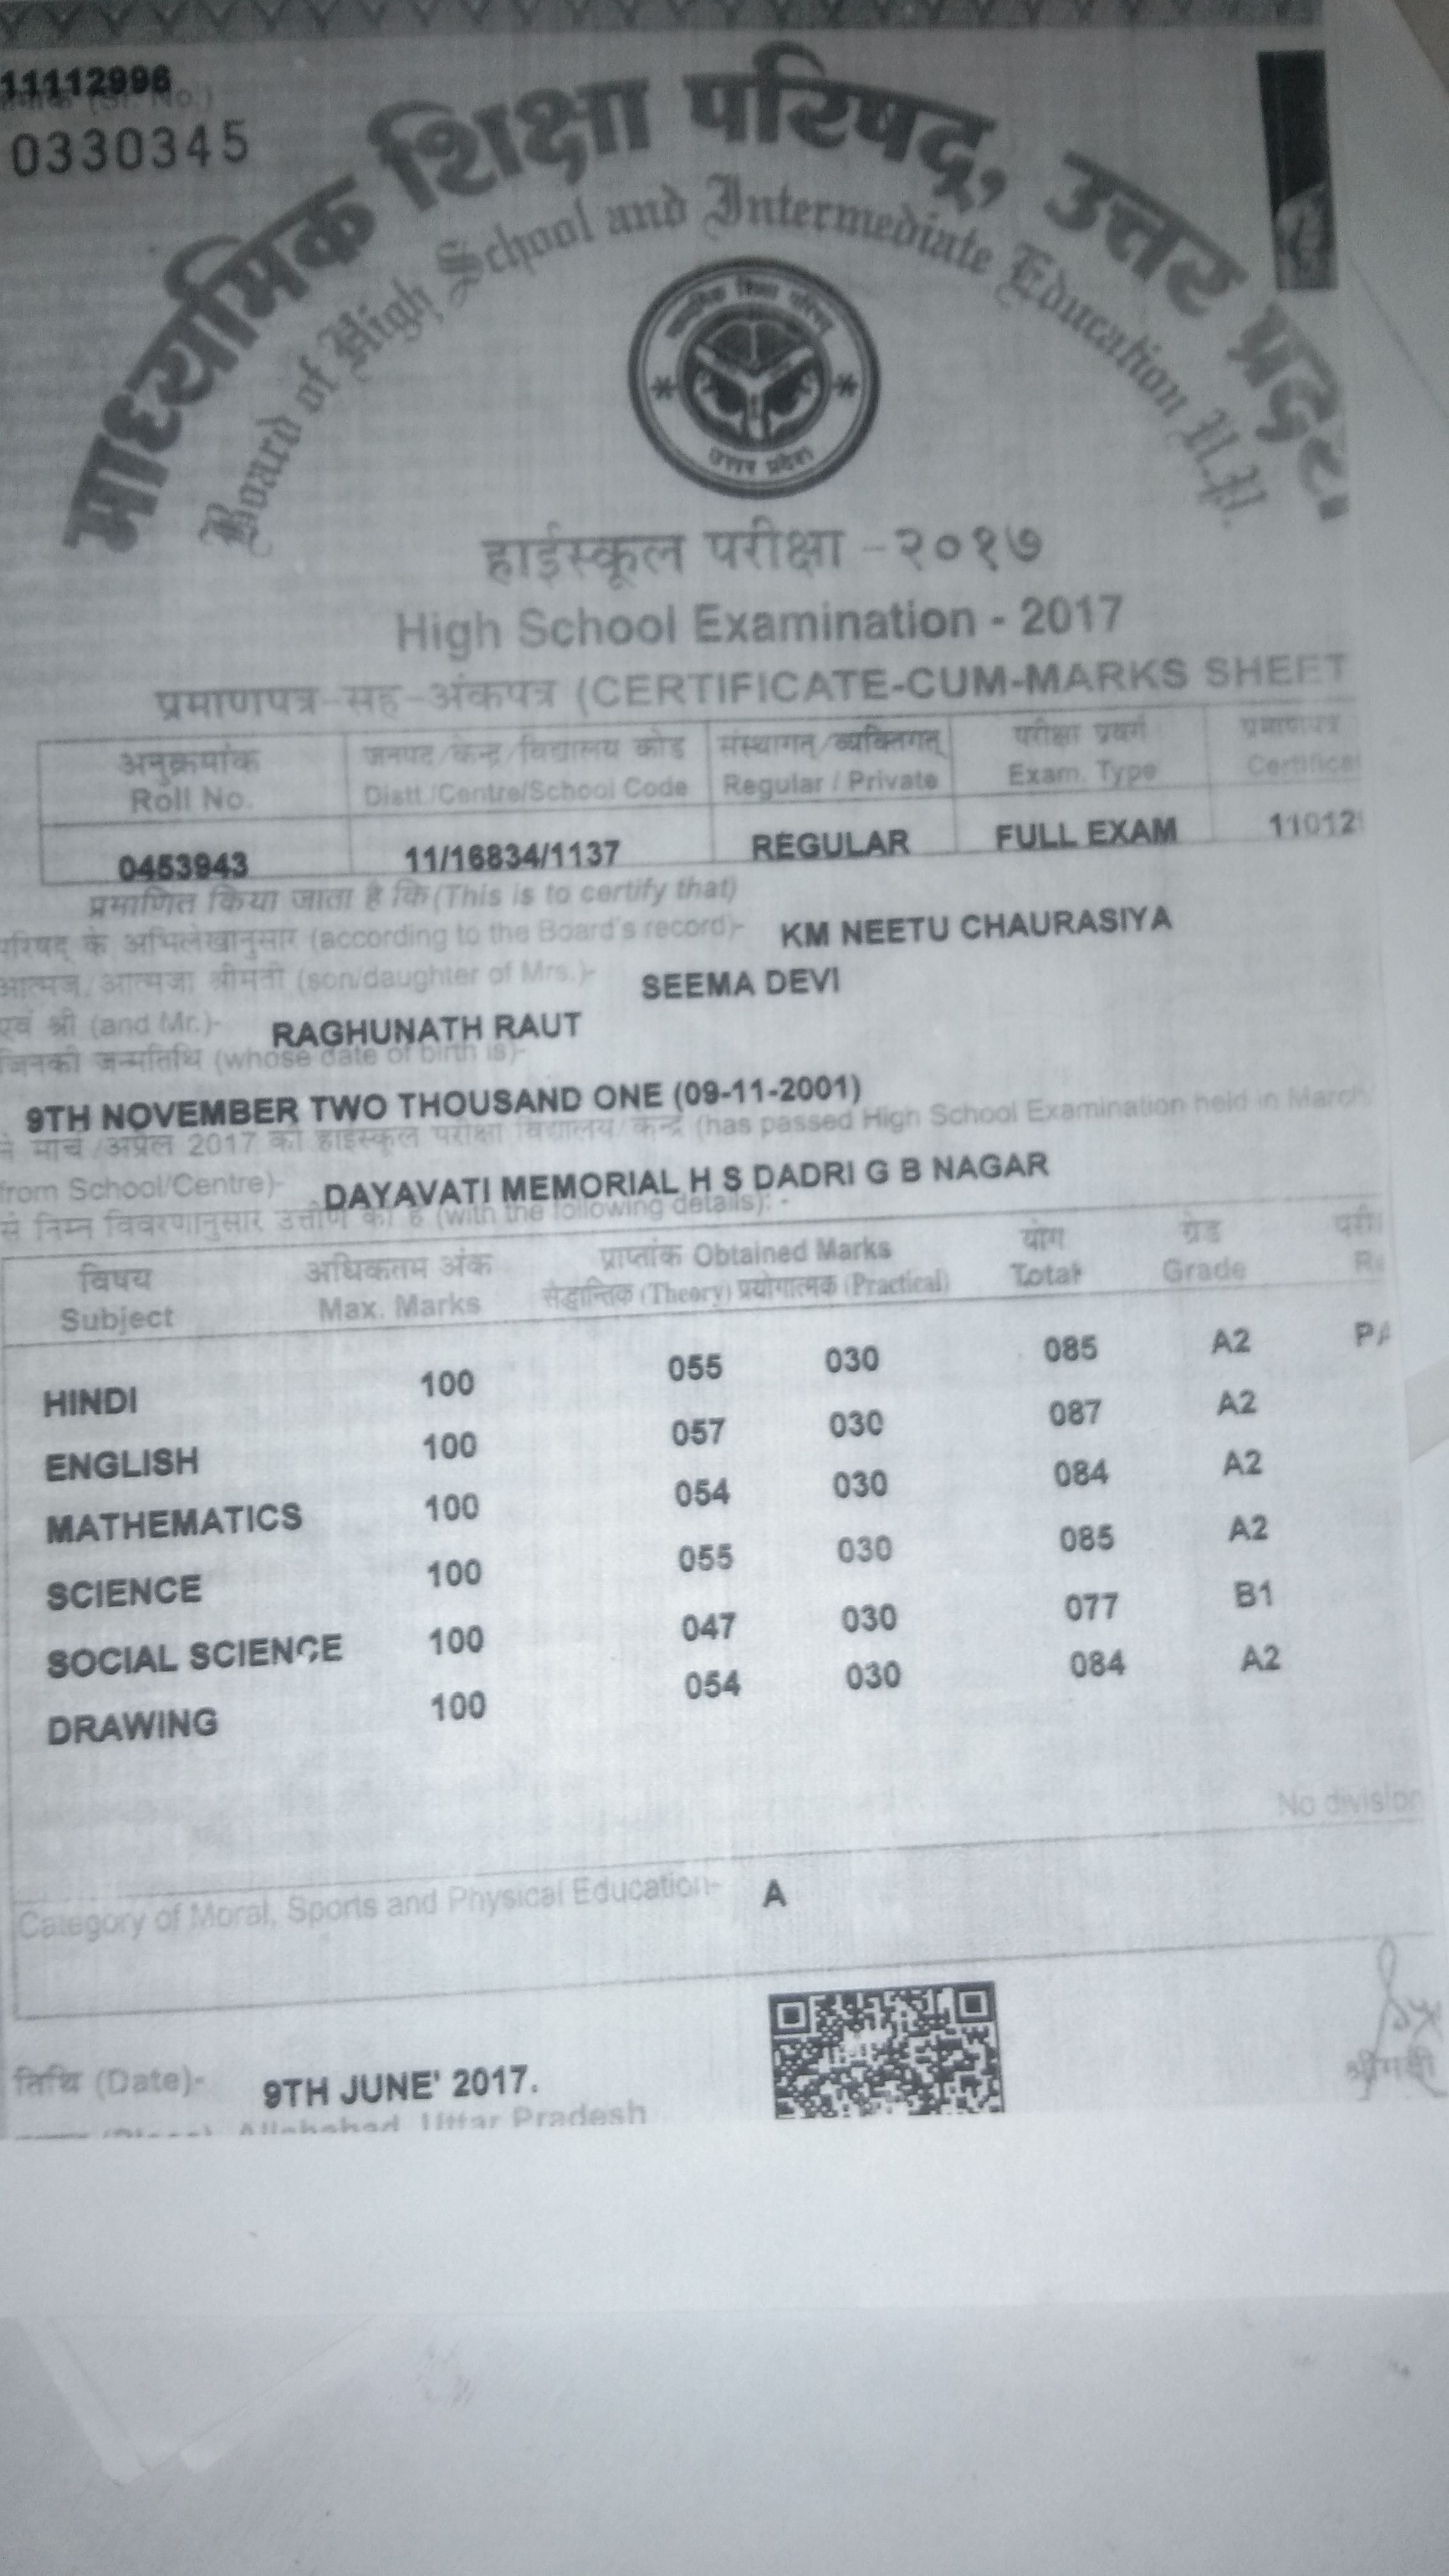 11112996
(Sl. No.)
0330345
माध्यमिक शिक्षा परिषद्, उत्तर
Board of High School and Intermediate Education U.P.
माध्यमिक शिक्षा परिषद्
उत्तर प्रदेश
हाईस्कूल परीक्षा - २०१७
High School Examination - 2017
प्रमाणपत्र-सह-अंकपत्र (CERTIFICATE-CUM-MARKS SHEET
अनुक्रमांक जनपद/केन्द्र/विद्यालय कोड संस्थागत्/व्यक्तिगत् परीक्षा प्रवर्ग प्रमाणपत्र
Roll No. Distt./Centre/School Code Regular / Private Exam. Type Certificat
0453943 11/16834/1137 REGULAR FULL EXAM 11012
प्रमाणित किया जाता है कि (This is to certify that)
परिषद् के अभिलेखानुसार (according to the Board's record)- KM NEETU CHAURASIYA
आत्मज/आत्मजा श्रीमती (son/daughter of Mrs.)- SEEMA DEVI
एवं श्री (and Mr.)- RAGHUNATH RAUT
जिनकी जन्मतिथि (whose date of birth is)-
9TH NOVEMBER TWO THOUSAND ONE (09-11-2001)
ने मार्च/अप्रैल 2017 की हाईस्कूल परीक्षा विद्यालय/केन्द्र (has passed High School Examination held in March/
from School/Centre)- DAYAVATI MEMORIAL H S DADRI G B NAGAR
से निम्न विवरणानुसार उत्तीर्ण की है (with the following details): -
विषय अधिकतम अंक प्राप्तांक Obtained Marks योग ग्रेड परी
Subject Max. Marks सैद्धान्तिक (Theory) प्रयोगात्मक (Practical) Total Grade Re
HINDI 100 055 030 085 A2 PA
ENGLISH 100 057 030 087 A2
MATHEMATICS 100 054 030 084 A2
SCIENCE 100 055 030 085 A2
SOCIAL SCIENCE 100 047 030 077 B1
DRAWING 100 054 030 084 A2
No division
Category of Moral, Sports and Physical Education- A
तिथि (Date)- 9TH JUNE' 2017.
(Place) Allahabad, Uttar Pradesh